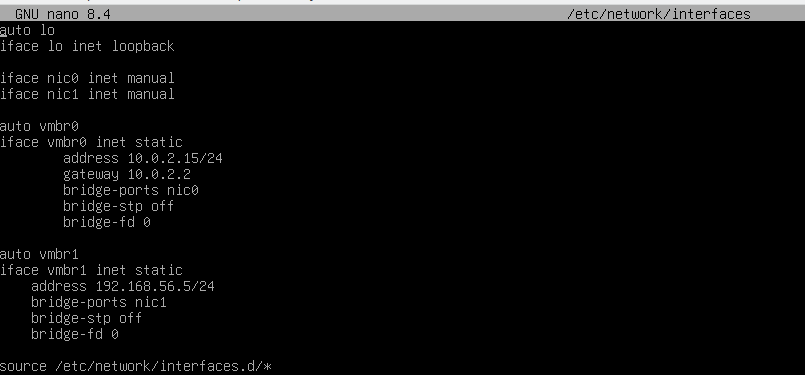 GNU nano 8.4 /etc/network/interfaces
auto lo
iface lo inet loopback
iface nic0 inet manual
iface nic1 inet manual
auto vmbr0
iface vmbr0 inet static
address 10.0.2.15/24
gateway 10.0.2.2
bridge-ports nic0
bridge-stp off
bridge-fd 0
auto vmbr1
iface vmbr1 inet static
address 192.168.56.5/24
bridge-ports nic1
bridge-stp off
bridge-fd 0
source /etc/network/interfaces.d/*